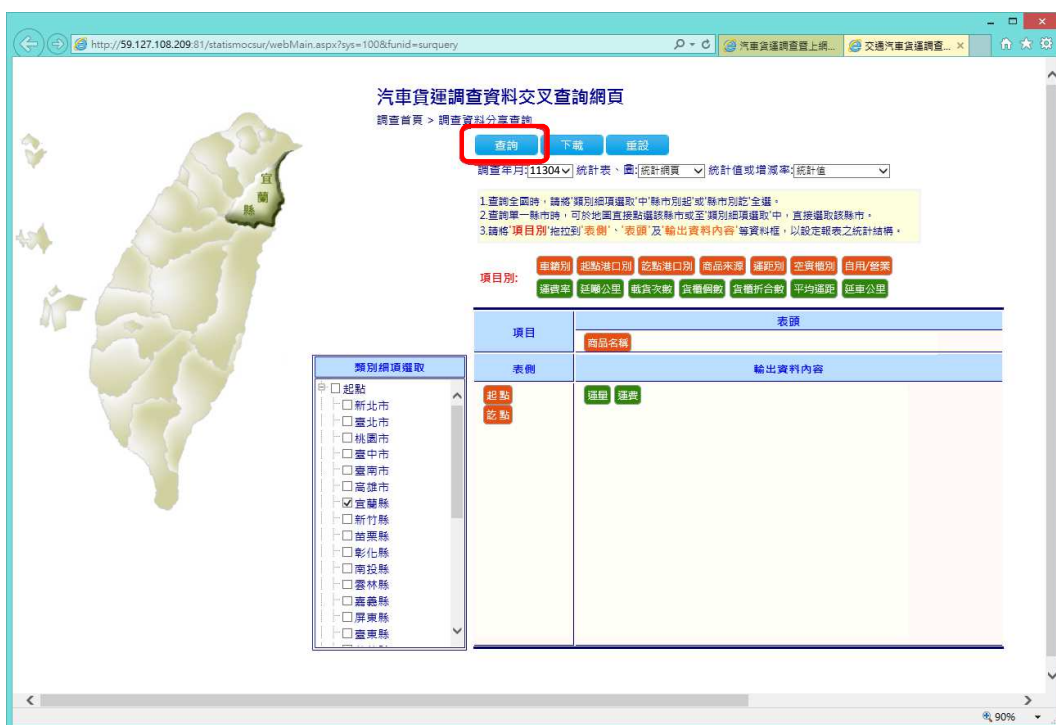 http://59.127.108.209:81/statismocsur/webMain.aspx?sys=100&funid=surquery
汽車貨運調查暨上網...
交通汽車貨運調查...
汽車貨運調查資料交叉查詢網頁
調查首頁 > 調查資料分享查詢
查詢 下載 重設
調查年月:11304 統計表、圖:統計網頁 統計值或增減率:統計值
1.查詢全國時，請將'類別細項選取'中'縣市別起'或'縣市別訖'全選。
2.查詢單一縣市時，可於地圖直接點選該縣市或至'類別細項選取'中，直接選取該縣市。
3.請將'項目別'拖拉到'表側'、'表頭'及'輸出資料內容'等資料框，以設定報表之統計結構。
宜蘭縣
項目別:
車種別 起點港口別 訖點港口別 商品來源 運距別 空實櫃別 自用/營業
運費率 延噸公里 載貨次數 貨櫃個數 貨櫃折合數 平均運距 延車公里
項目 表頭
商品名稱
表側 輸出資料內容
起點
訖點
運量 運費
類別細項選取
起點
新北市
臺北市
桃園市
臺中市
臺南市
高雄市
宜蘭縣
新竹縣
苗栗縣
彰化縣
南投縣
雲林縣
嘉義縣
屏東縣
臺東縣
90%